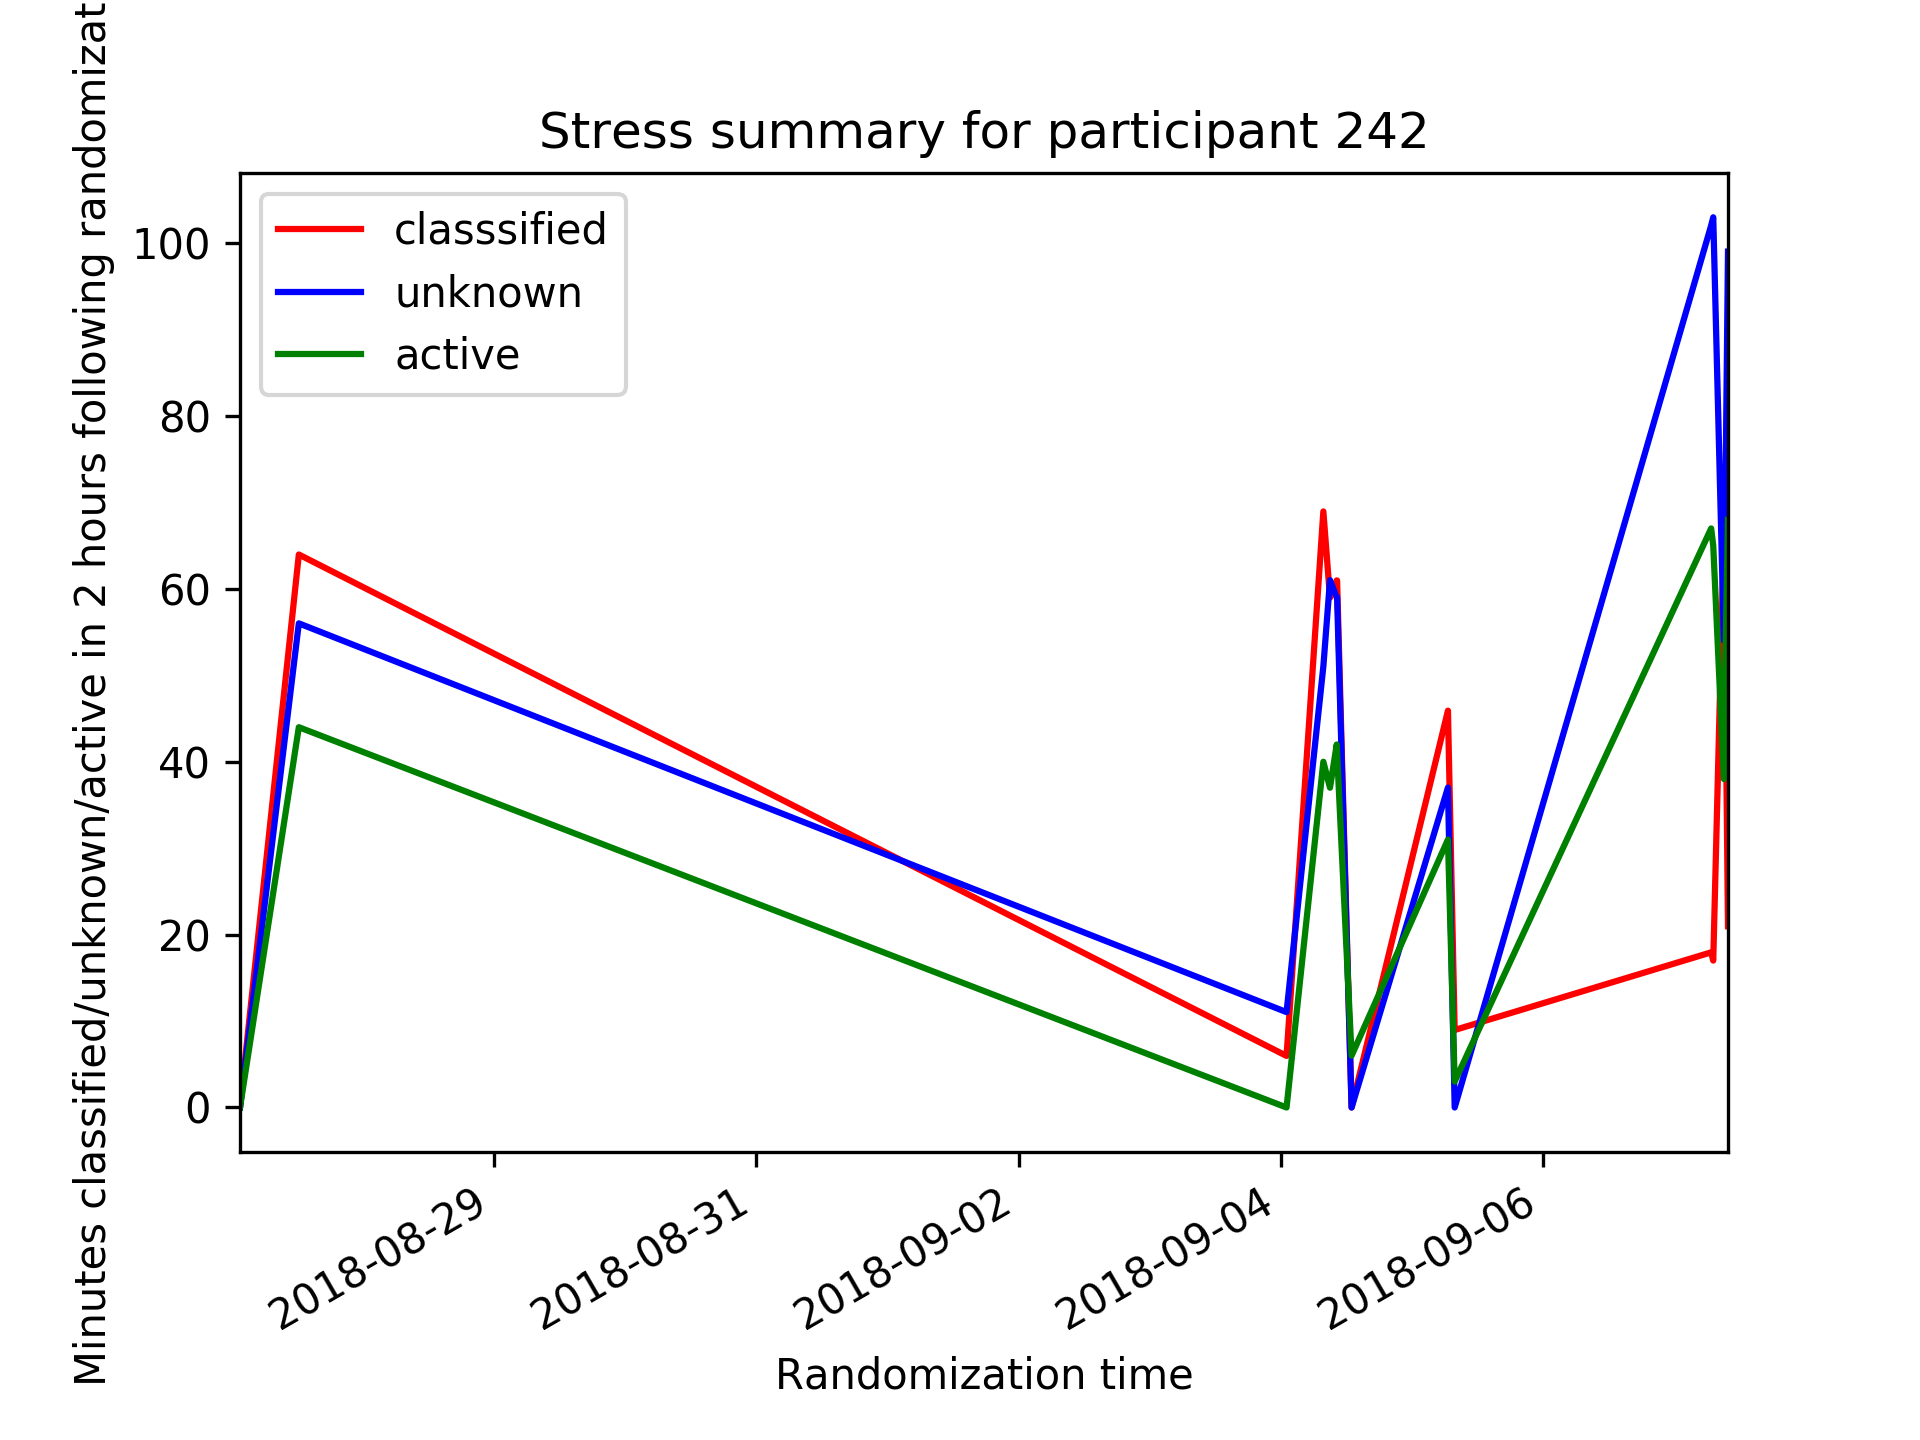 Stress summary for participant 242
Minutes classified/unknown/active in 2 hours following randomizat
classsified
unknown
active
100
80
60
40
20
0
2018-08-29
2018-08-31
2018-09-02
2018-09-04
2018-09-06
Randomization time